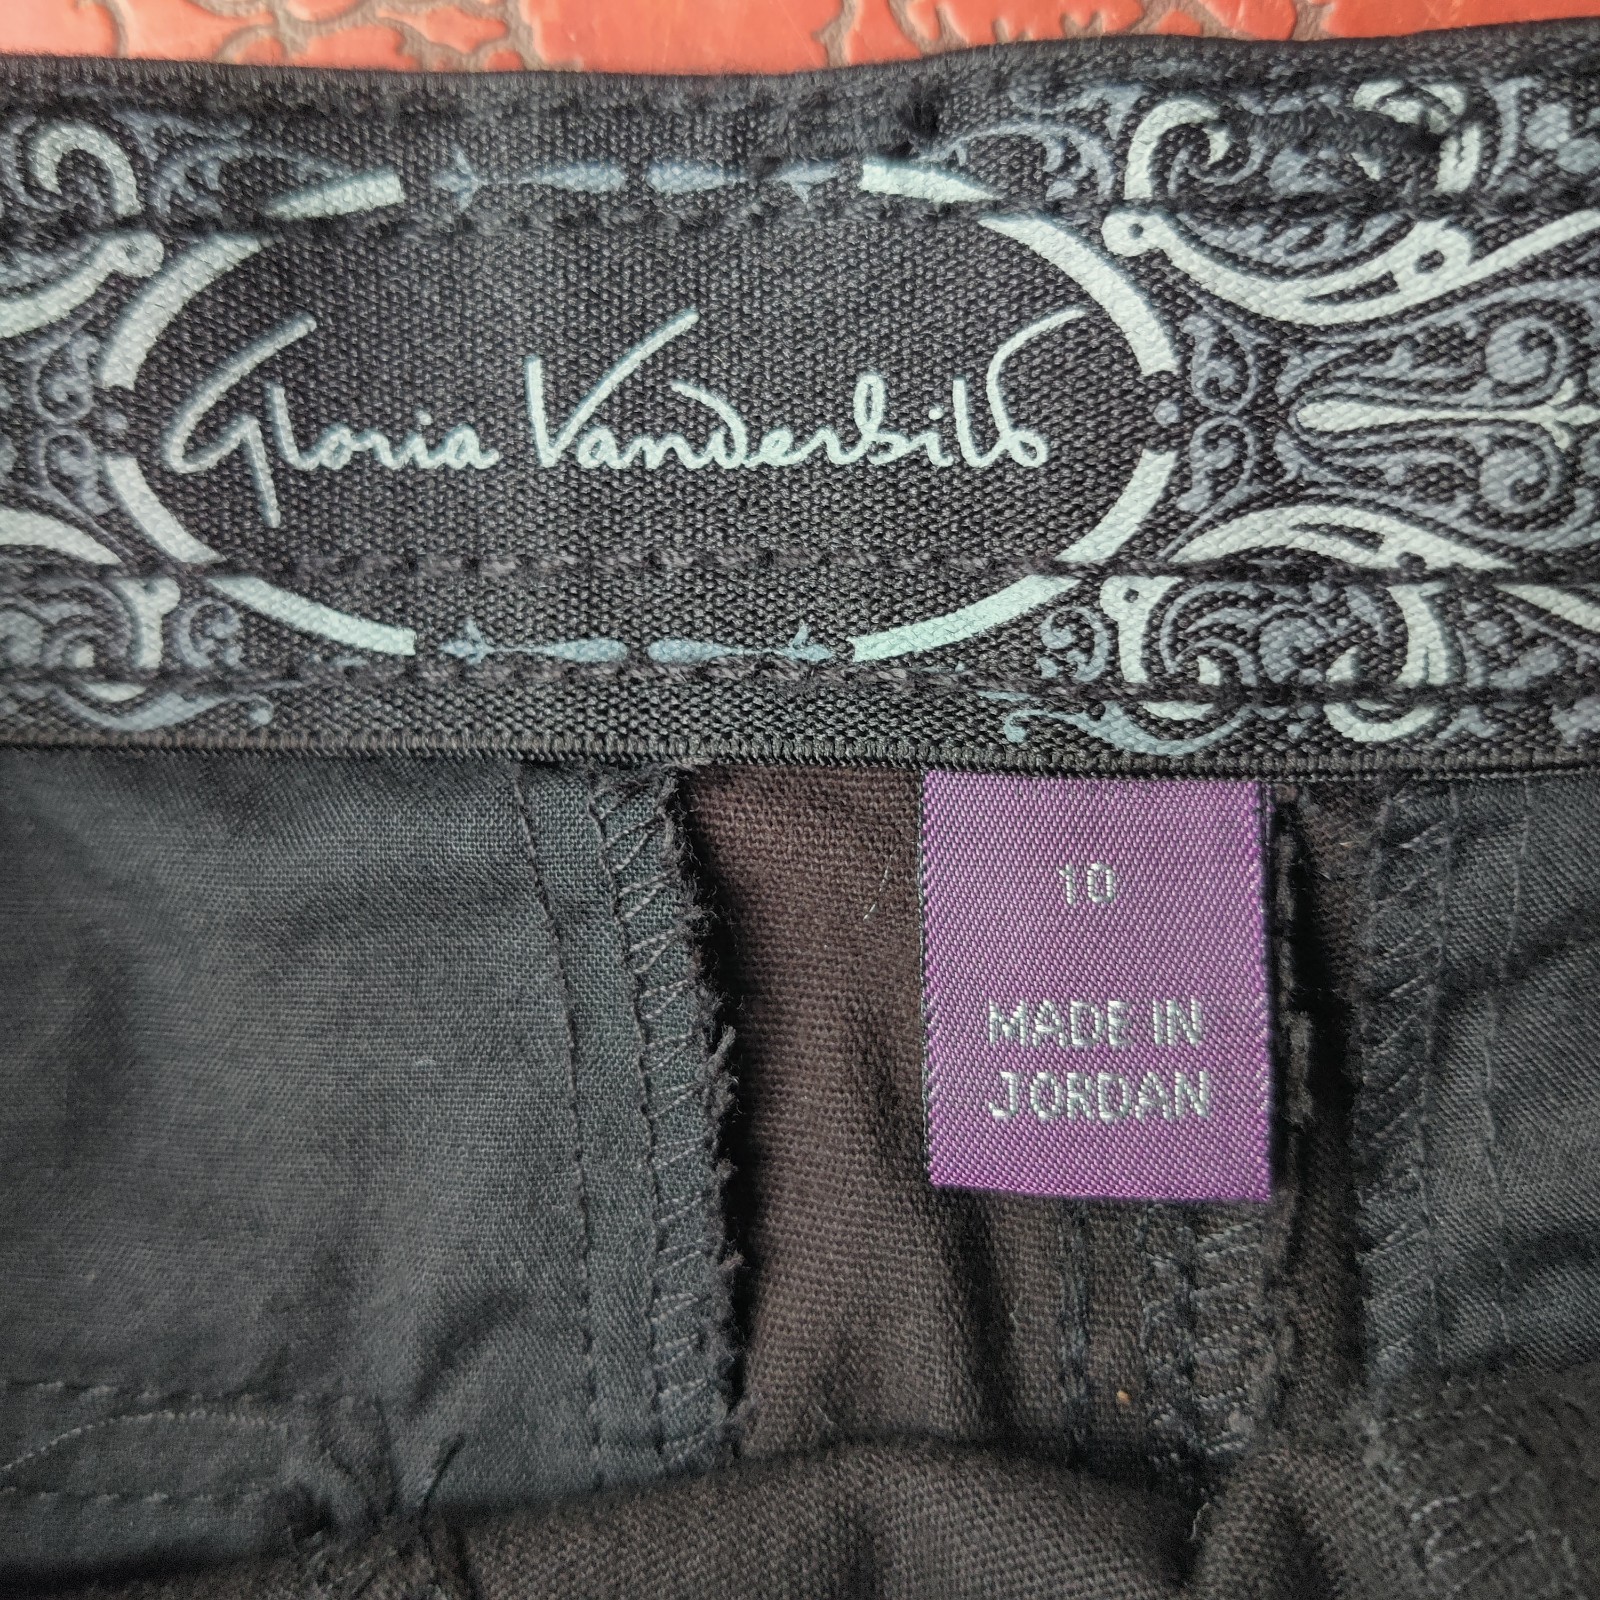 Gloria Vanderbilt
10
MADE IN
JORDAN